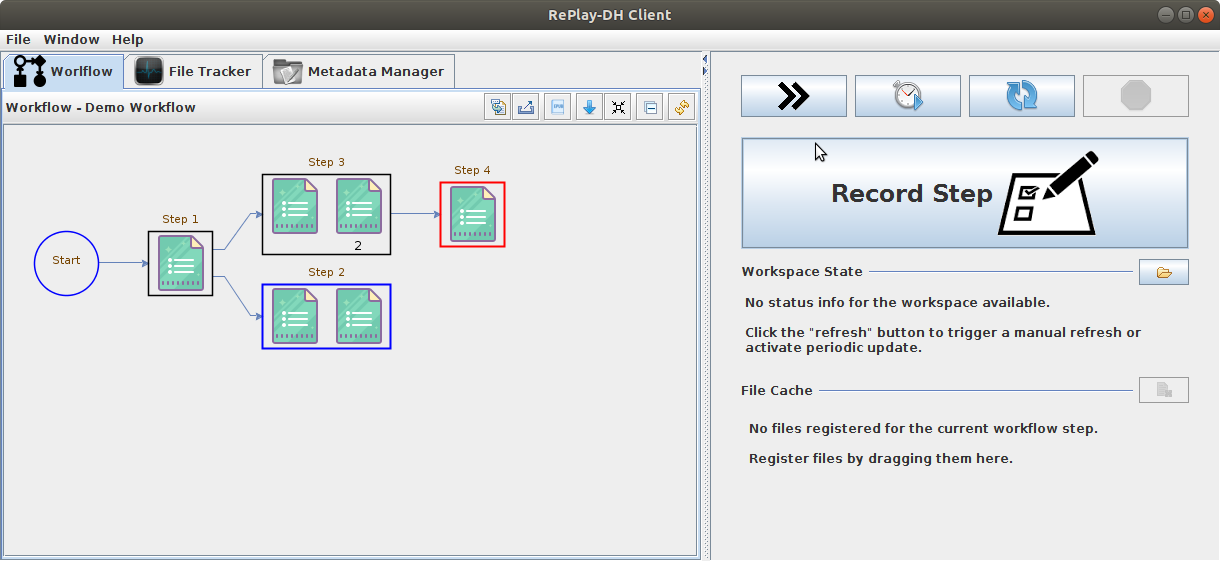 RePlay-DH Client
File Window Help
Worlflow File Tracker Metadata Manager
Workflow - Demo Workflow
Step 3
Step 4
Step 1
Start
2
Step 2
Record Step
Workspace State
No status info for the workspace available.
Click the "refresh" button to trigger a manual refresh or
activate periodic update.
File Cache
No files registered for the current workflow step.
Register files by dragging them here.